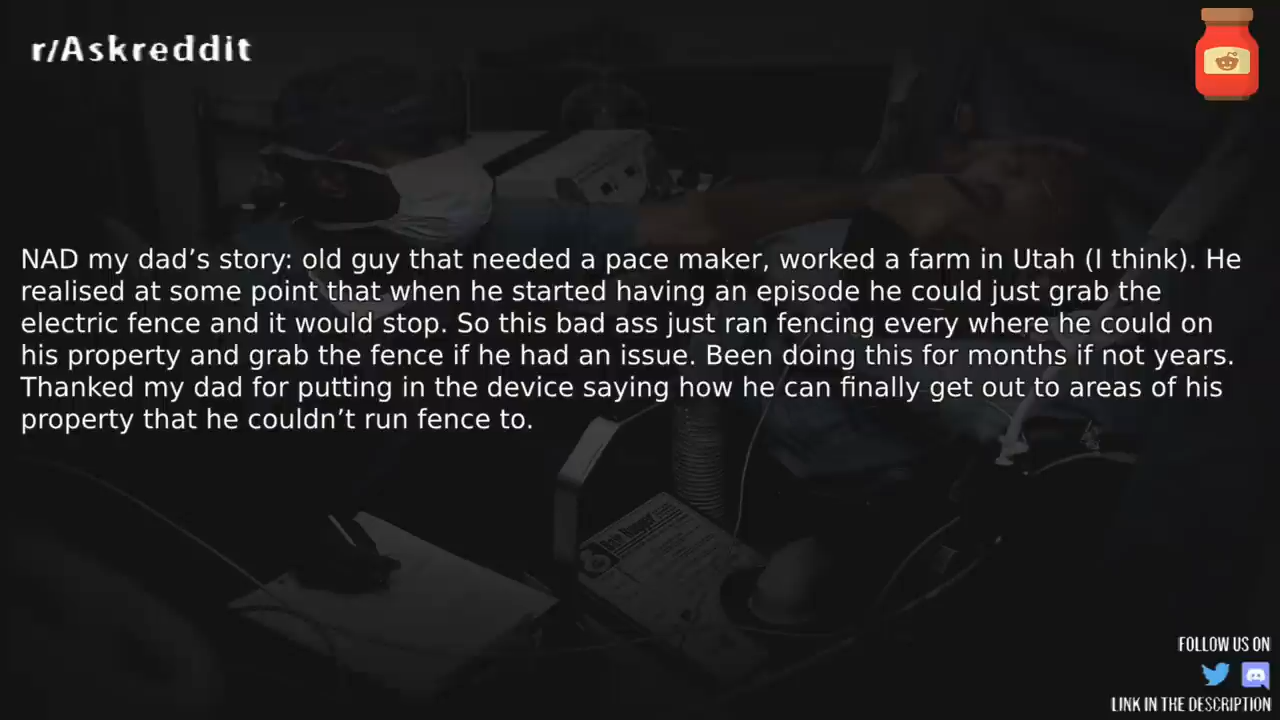 r/Askreddit
NAD my dad’s story: old guy that needed a pace maker, worked a farm in Utah (I think). He
realised at some point that when he started having an episode he could just grab the
electric fence and it would stop. So this bad ass just ran fencing every where he could on
his property and grab the fence if he had an issue. Been doing this for months if not years.
Thanked my dad for putting in the device saying how he can finally get out to areas of his
property that he couldn’t run fence to.
FOLLOW US ON
LINK IN THE DESCRIPTION